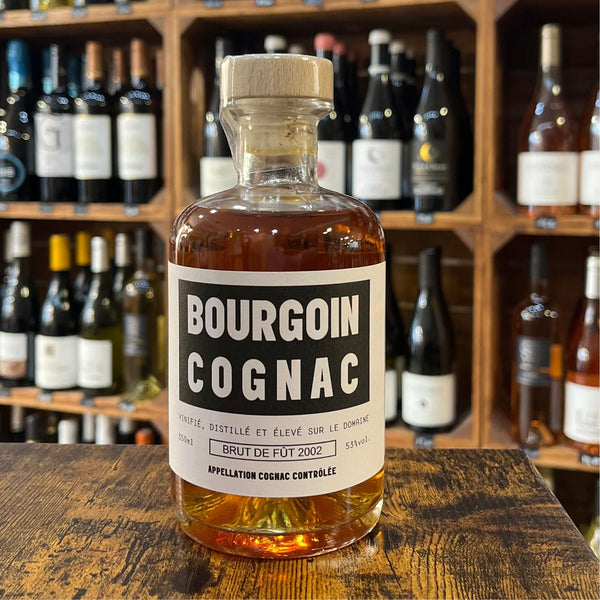 BOURGOIN
COGNAC
VINIFIÉ, DISTILLÉ ET ÉLEVÉ SUR LE DOMAINE
350ml
BRUT DE FÛT 2002
53%vol.
APPELLATION COGNAC CONTRÔLÉE